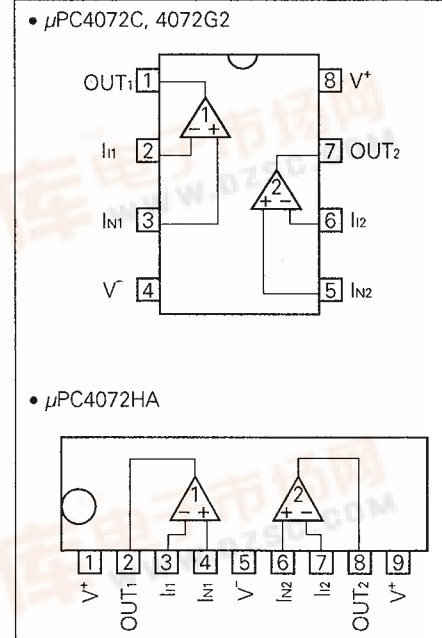 • μPC4072C, 4072G2
OUT₁ 1
8 V⁺
1
− +
II1 2
7 OUT₂
2
+ −
IN1 3
6 II2
V⁻ 4
5 IN2
• μPC4072HA
1 2
− + + −
1 2 3 4 5 6 7 8 9
V⁺ OUT₁ II1 IN1 V⁻ IN2 II2 OUT₂ V⁺